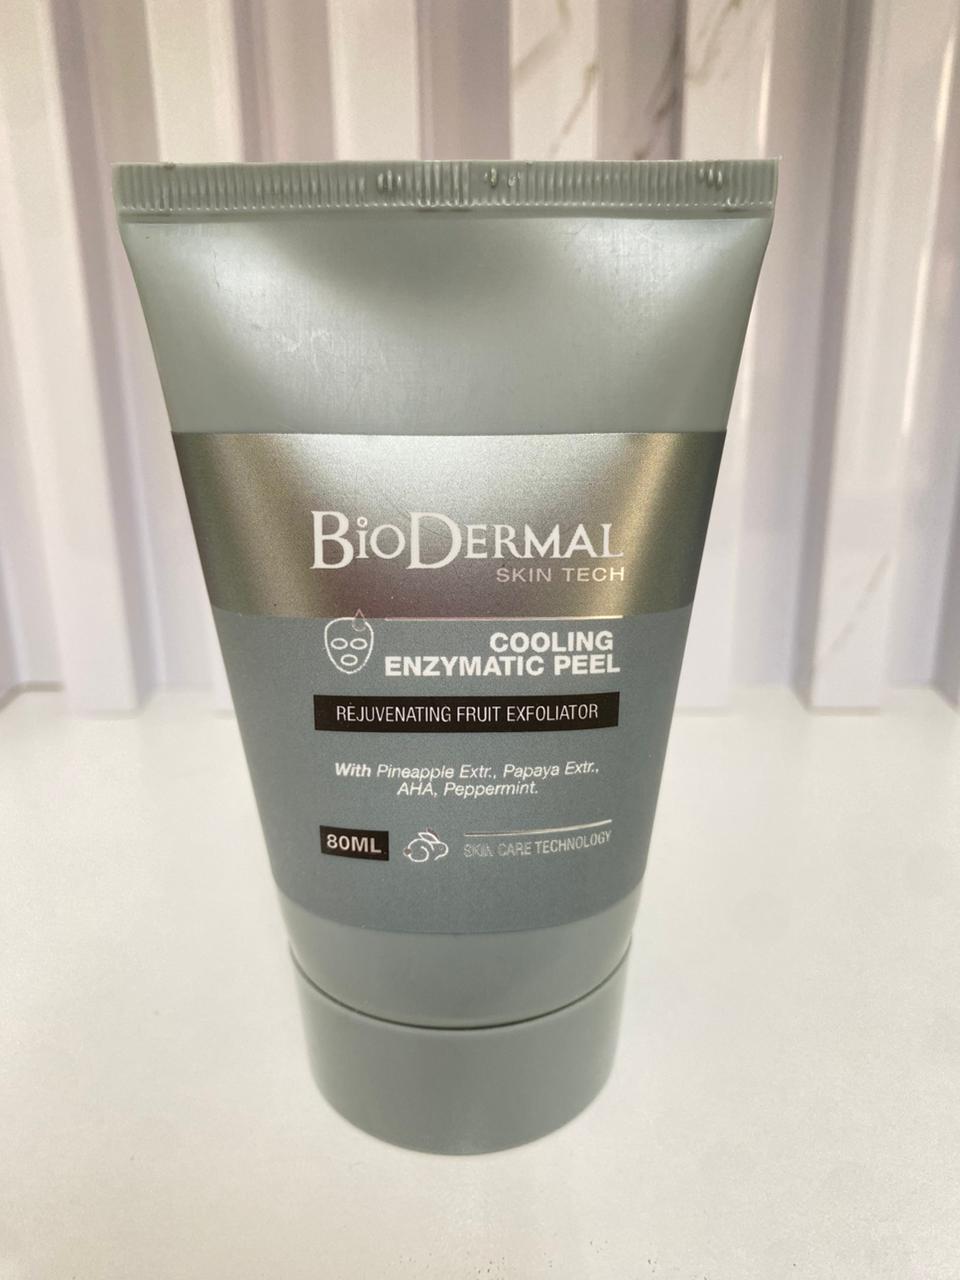 BIODERMAL
SKIN TECH
COOLING
ENZYMATIC PEEL
REJUVENATING FRUIT EXFOLIATOR
With Pineapple Extr., Papaya Extr.,
AHA, Peppermint.
80ML
SKIN CARE TECHNOLOGY